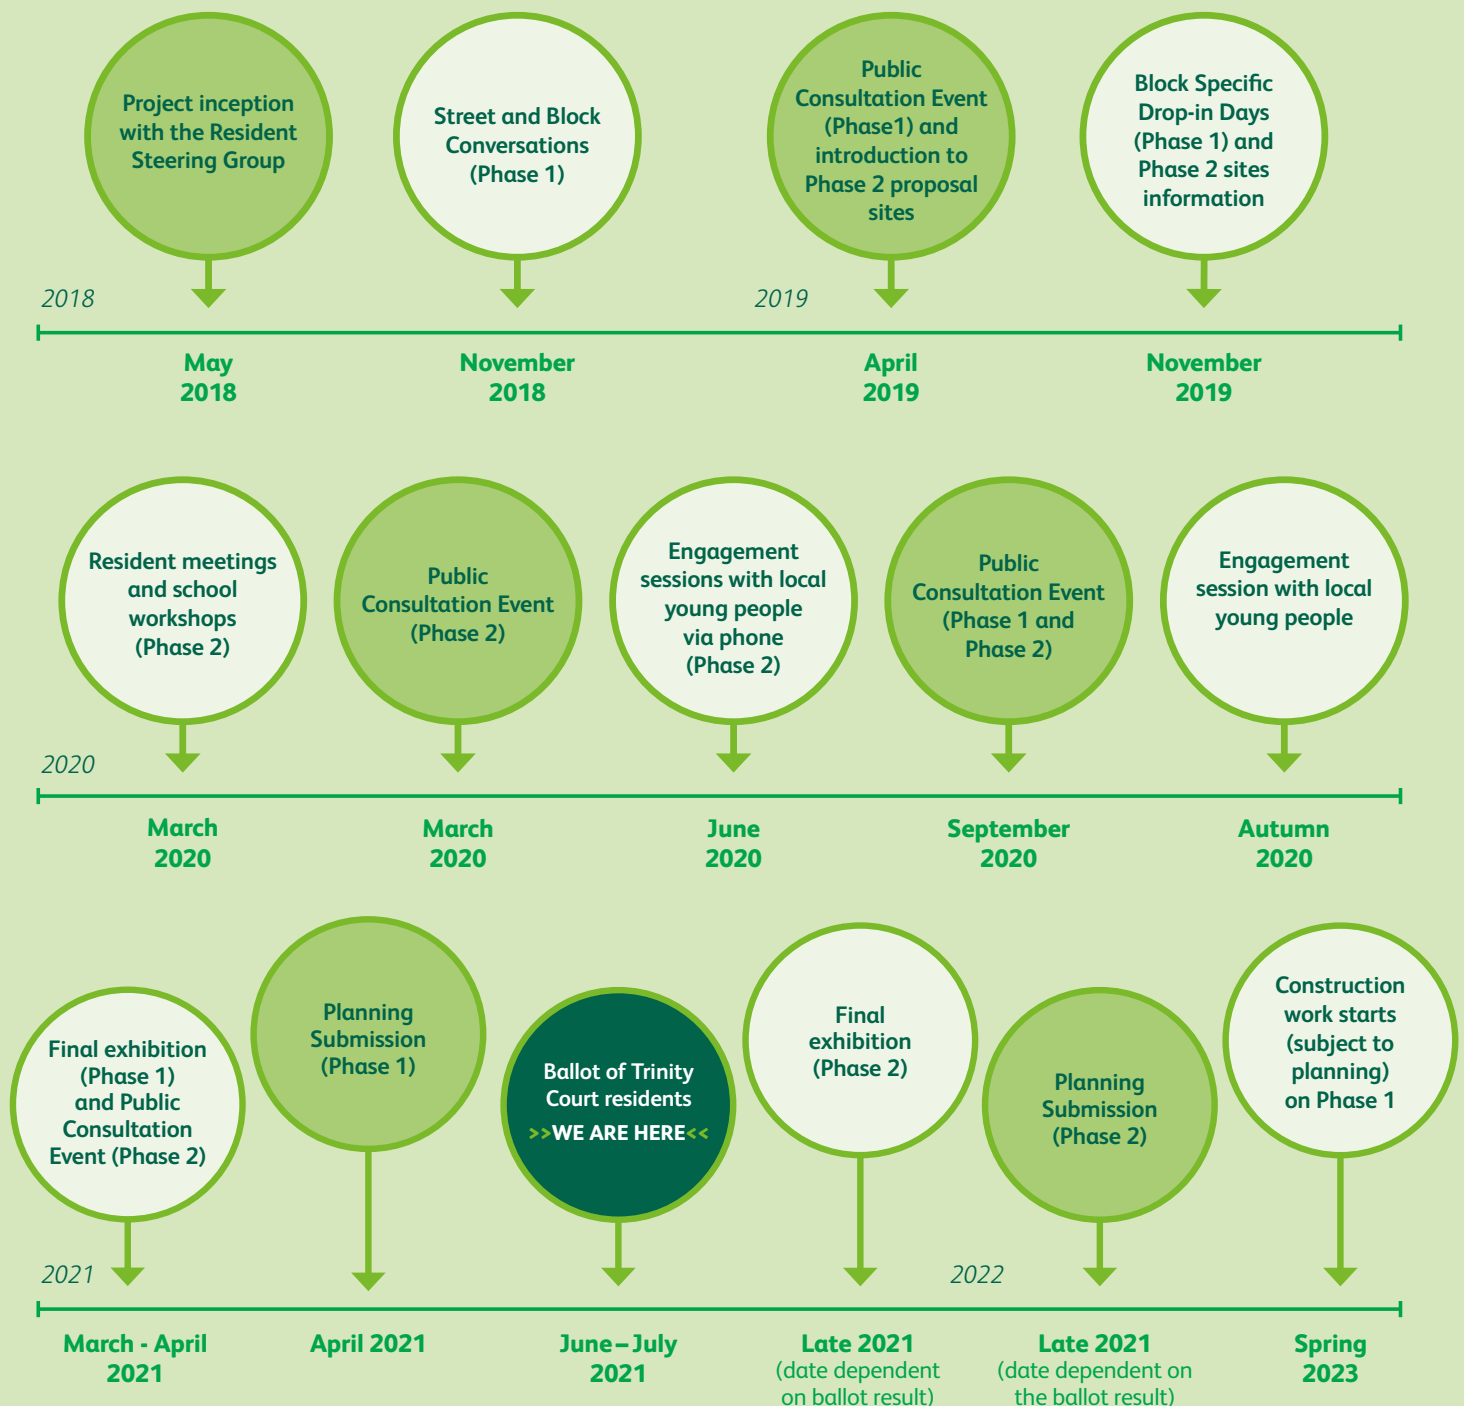 Project inception
with the Resident
Steering Group
Street and Block
Conversations
(Phase 1)
Public
Consultation Event
(Phase1) and
introduction to
Phase 2 proposal
sites
Block Specific
Drop-in Days
(Phase 1) and
Phase 2 sites
information
2018
2019
May
2018
November
2018
April
2019
November
2019
Resident meetings
and school
workshops
(Phase 2)
Public
Consultation Event
(Phase 2)
Engagement
sessions with local
young people
via phone
(Phase 2)
Public
Consultation Event
(Phase 1 and
Phase 2)
Engagement
session with local
young people
2020
March
2020
March
2020
June
2020
September
2020
Autumn
2020
Final exhibition
(Phase 1)
and Public
Consultation
Event (Phase 2)
Planning
Submission
(Phase 1)
Ballot of Trinity
Court residents
>>WE ARE HERE<<
Final
exhibition
(Phase 2)
Planning
Submission
(Phase 2)
Construction
work starts
(subject to
planning)
on Phase 1
2021
2022
March - April
2021
April 2021
June–July
2021
Late 2021
(date dependent
on ballot result)
Late 2021
(date dependent on
the ballot result)
Spring
2023